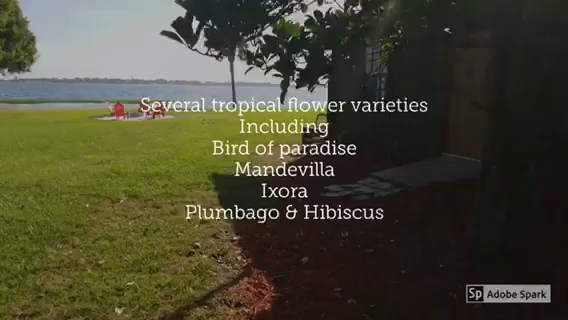 Several tropical flower varieties
Including
Bird of paradise
Mandevilla
Ixora
Plumbago & Hibiscus
Sp Adobe Spark